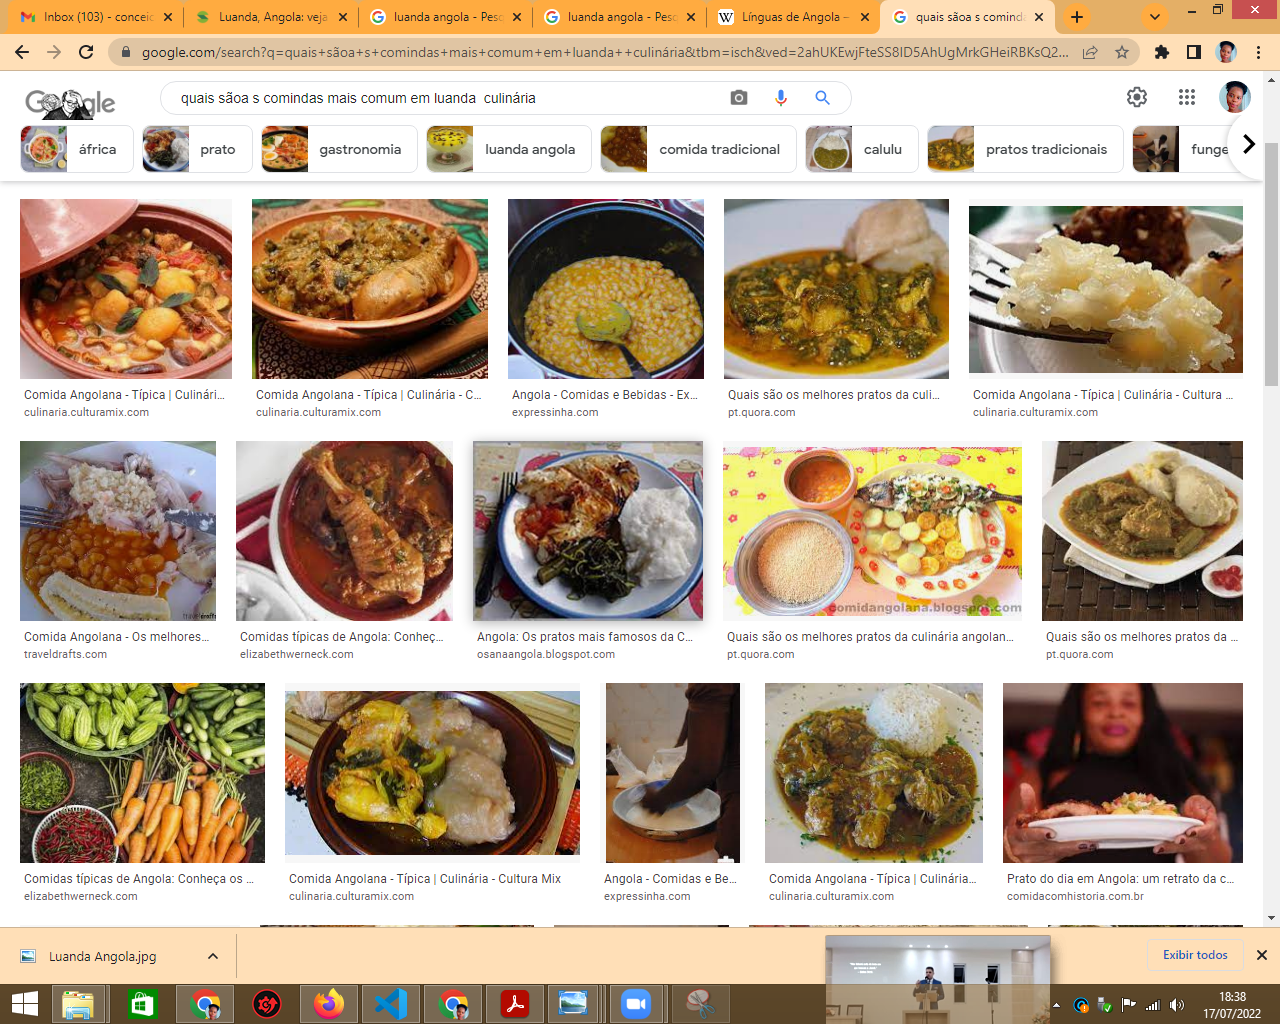 Inbox (103) - conceic
Luanda, Angola: veja
luanda angola - Pesq
luanda angola - Pesq
Línguas de Angola –
quais sãoa s cominda
google.com/search?q=quais+sãoa+s+comindas+mais+comum+em+luanda++culinária&tbm=isch&ved=2ahUKEwjFteSS8ID5AhUgMrkGHeiRBKsQ2...
quais sãoa s comindas mais comum em luanda  culinária
áfrica
prato
gastronomia
luanda angola
comida tradicional
calulu
pratos tradicionais
funge
Comida Angolana - Típica | Culinári...
culinaria.culturamix.com
Comida Angolana - Típica | Culinária - C...
culinaria.culturamix.com
Angola - Comidas e Bebidas - Ex...
expressinha.com
Quais são os melhores pratos da culi...
pt.quora.com
Comida Angolana - Típica | Culinária - Cultura ...
culinaria.culturamix.com
comidangolana.blogspot.com
Comida Angolana - Os melhores...
traveldrafts.com
Comidas típicas de Angola: Conheç...
elizabethwerneck.com
Angola: Os pratos mais famosos da C...
osanaangola.blogspot.com
Quais são os melhores pratos da culinária angolan...
pt.quora.com
Quais são os melhores pratos da ...
pt.quora.com
Comidas típicas de Angola: Conheça os ...
elizabethwerneck.com
Comida Angolana - Típica | Culinária - Cultura Mix
culinaria.culturamix.com
Angola - Comidas e Be...
expressinha.com
Comida Angolana - Típica | Culinária...
culinaria.culturamix.com
Prato do dia em Angola: um retrato da c...
comidacomhistoria.com.br
Luanda Angola.jpg
Exibir todos
18:38
17/07/2022